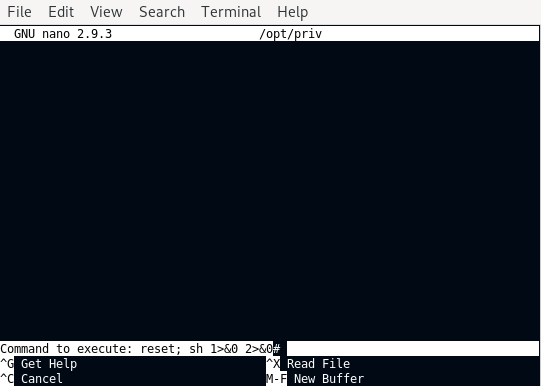 File Edit View Search Terminal Help
GNU nano 2.9.3 /opt/priv
Command to execute: reset; sh 1>&0 2>&0#
^G Get Help ^X Read File
^C Cancel M-F New Buffer